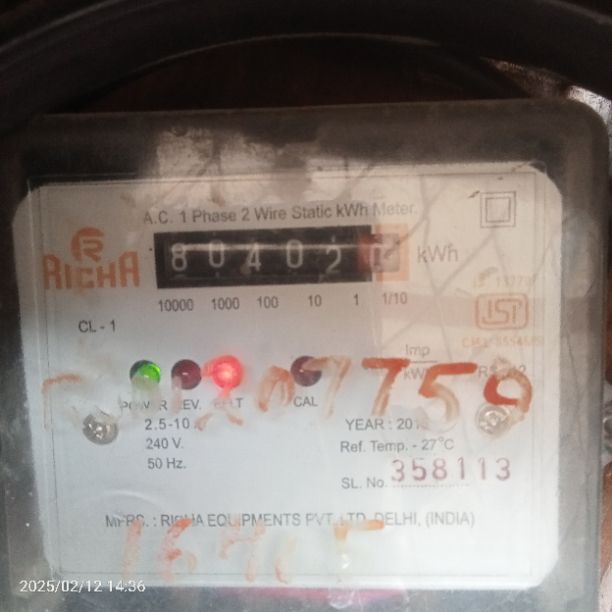 A.C. 1 Phase 2 Wire Static kWh Meter.
RICHA
80402
kWh
10000 1000 100 10 1 1/10
CL - 1
ISI
Imp
POWER REV. CAL
2.5-10
240 V.
50 Hz.
YEAR : 
Ref. Temp. - 27°C
SL. No. 358113
MFRS. : RICHA EQUIPMENTS PVT. LTD. DELHI, (INDIA)
2025/02/12 14:36